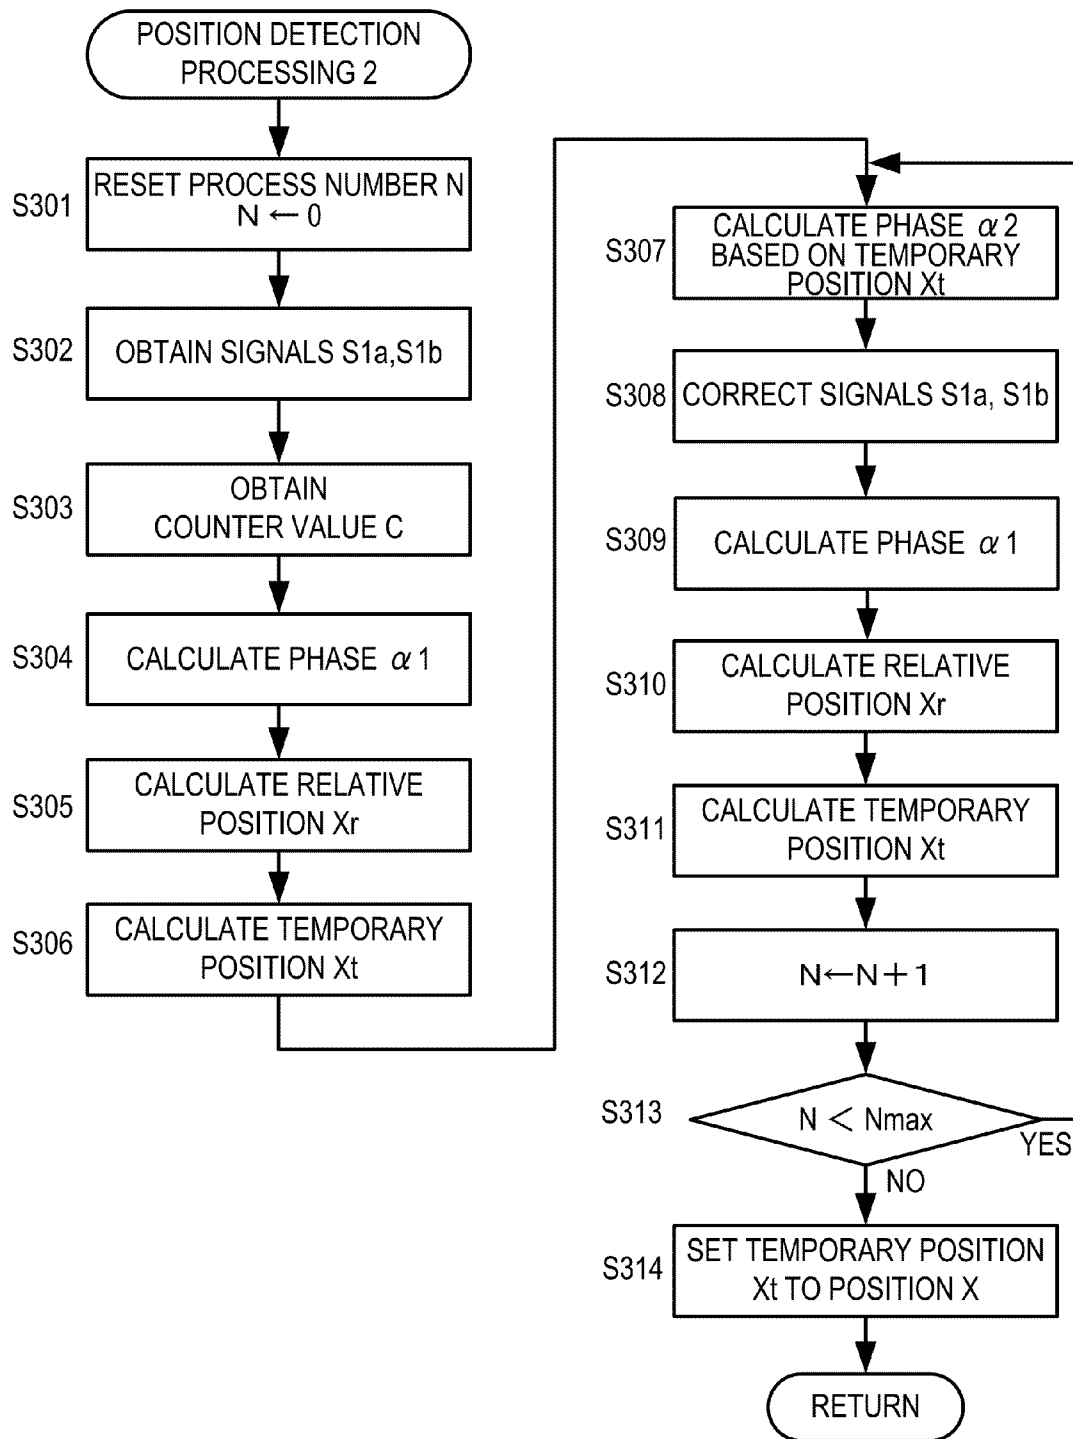 POSITION DETECTION
PROCESSING 2
S301
RESET PROCESS NUMBER N
N ← 0
S302
OBTAIN SIGNALS S1a,S1b
S303
OBTAIN
COUNTER VALUE C
S304
CALCULATE PHASE α 1
S305
CALCULATE RELATIVE
POSITION Xr
S306
CALCULATE TEMPORARY
POSITION Xt
S307
CALCULATE PHASE α 2
BASED ON TEMPORARY
POSITION Xt
S308
CORRECT SIGNALS S1a, S1b
S309
CALCULATE PHASE α 1
S310
CALCULATE RELATIVE
POSITION Xr
S311
CALCULATE TEMPORARY
POSITION Xt
S312
N←N+1
S313
N < Nmax
YES
NO
S314
SET TEMPORARY POSITION
Xt TO POSITION X
RETURN